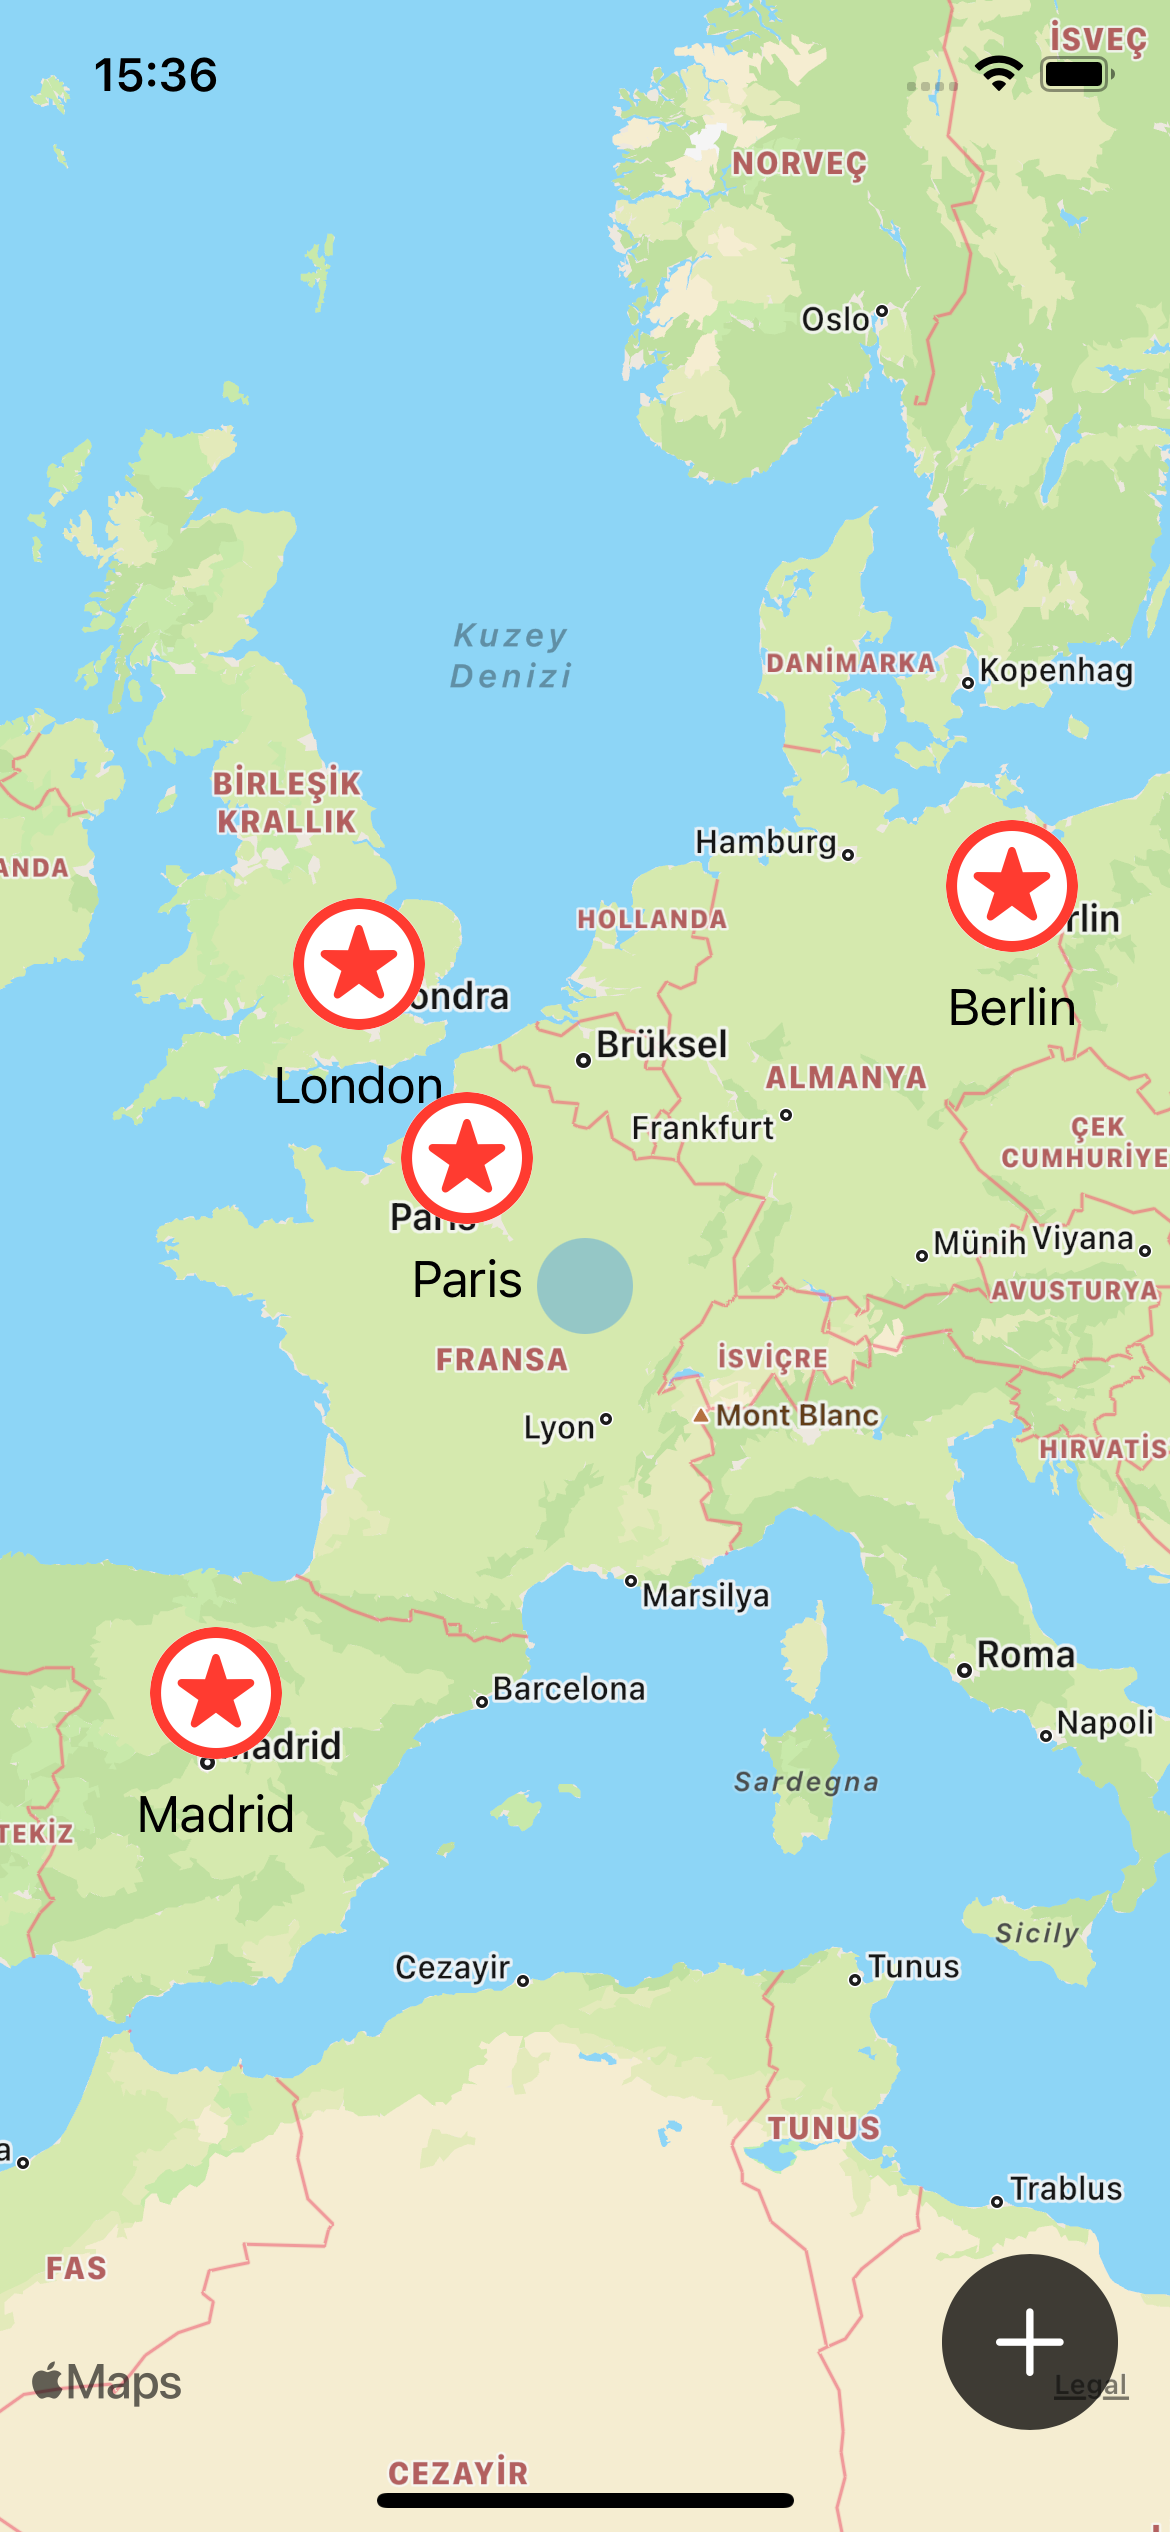 İSVEÇ
15:36
NORVEÇ
Oslo
Kuzey
Denizi
DANİMARKA
Kopenhag
BİRLEŞİK
KRALLIK
Hamburg
ANDA
HOLLANDA
rlin
ondra
Berlin
Brüksel
London
ALMANYA
Frankfurt
ÇEK
CUMHURİYE
Paris
Münih
Viyana
Paris
AVUSTURYA
FRANSA
İSVİÇRE
Mont Blanc
Lyon
HIRVATİS
Marsilya
Roma
Barcelona
Napoli
adrid
Sardegna
Madrid
TEKİZ
Sicily
Cezayir
Tunus
TUNUS
a
Trablus
FAS
Maps
Legal
CEZAYİR